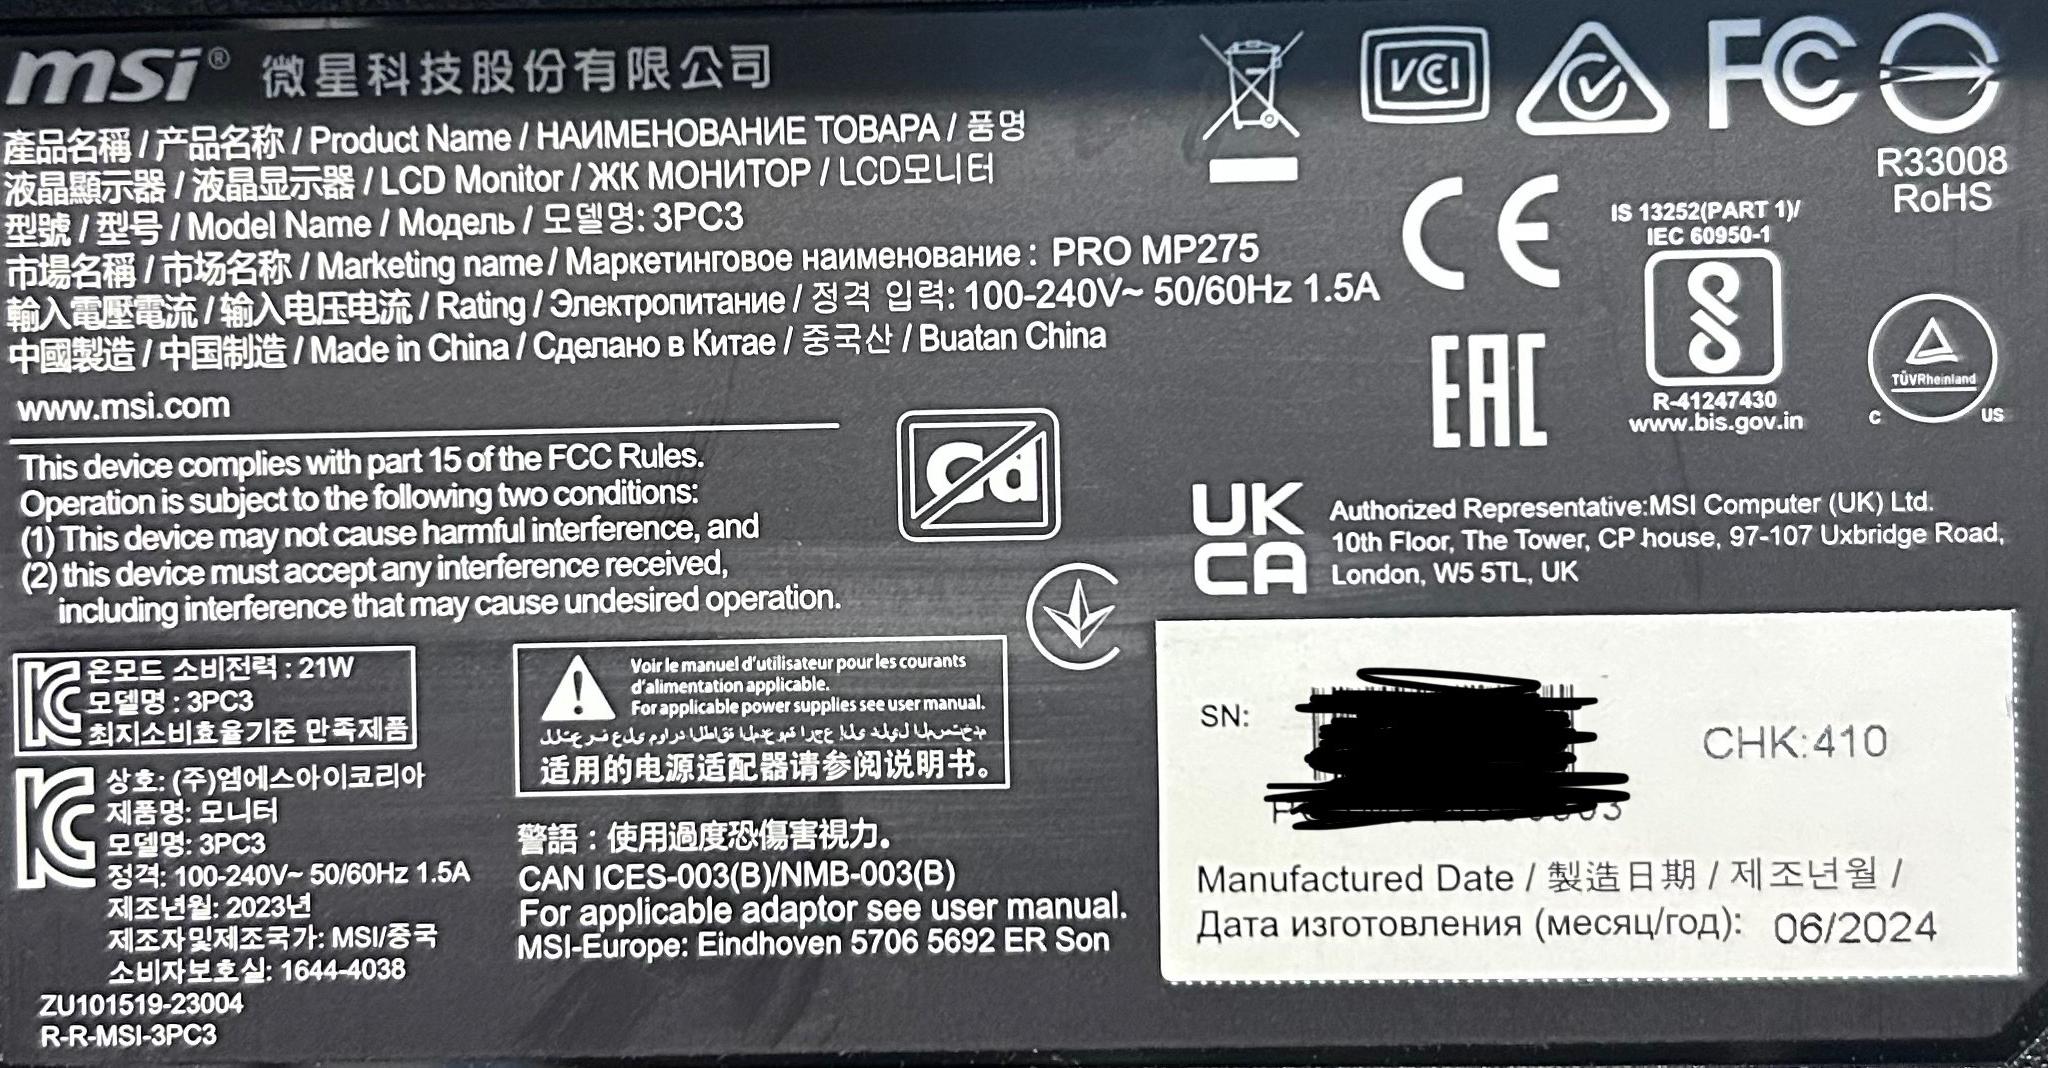 msi® 微星科技股份有限公司
產品名稱 / 产品名称 / Product Name / НАИМЕНОВАНИЕ ТОВАРА / 품명
液晶顯示器 / 液晶显示器 / LCD Monitor / ЖК МОНИТОР / LCD모니터
型號 / 型号 / Model Name / Модель / 모델명: 3PC3
市場名稱 / 市场名称 / Marketing name / Маркетинговое наименование : PRO MP275
輸入電壓電流 / 输入电压电流 / Rating / Электропитание / 정격 입력: 100-240V~ 50/60Hz 1.5A
中國製造 / 中国制造 / Made in China / Сделано в Китае / 중국산 / Buatan China
www.msi.com
VCI
FC
R33008
RoHS
CE
IS 13252(PART 1)/
IEC 60950-1
R-41247430
www.bis.gov.in
EAC
TÜVRheinland
C US
This device complies with part 15 of the FCC Rules.
Operation is subject to the following two conditions:
(1) This device may not cause harmful interference, and
(2) this device must accept any interference received,
including interference that may cause undesired operation.
Cd
UK
CA
Authorized Representative:MSI Computer (UK) Ltd.
10th Floor, The Tower, CP house, 97-107 Uxbridge Road,
London, W5 5TL, UK
온모드 소비전력 : 21W
모델명 : 3PC3
최지소비효율기준 만족제품
상호: (주)엠에스아이코리아
제품명: 모니터
모델명: 3PC3
정격: 100-240V~ 50/60Hz 1.5A
제조년월: 2023년
제조자및제조국가: MSI/중국
소비자보호실: 1644-4038
ZU101519-23004
R-R-MSI-3PC3
Voir le manuel d'utilisateur pour les courants
d'alimentation applicable.
For applicable power supplies see user manual.
适用的电源适配器请参阅说明书。
警語：使用過度恐傷害視力。
CAN ICES-003(B)/NMB-003(B)
For applicable adaptor see user manual.
MSI-Europe: Eindhoven 5706 5692 ER Son
SN:
CHK:410
Manufactured Date / 製造日期 / 제조년월 /
Дата изготовления (месяц/год): 06/2024